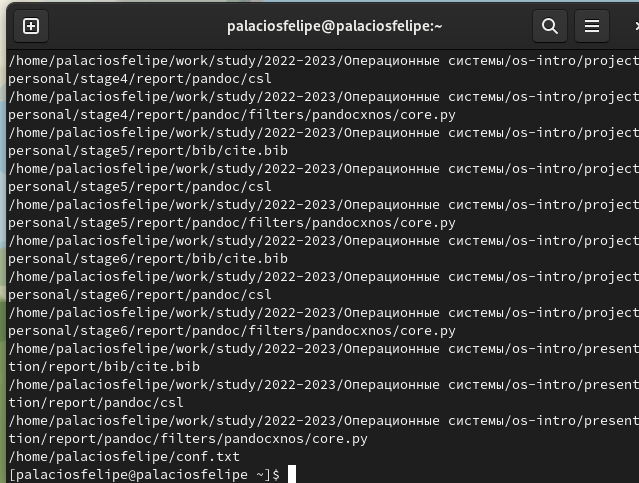 palaciosfelipe@palaciosfelipe:~
/home/palaciosfelipe/work/study/2022-2023/Операционные системы/os-intro/project
personal/stage4/report/pandoc/csl
/home/palaciosfelipe/work/study/2022-2023/Операционные системы/os-intro/project
personal/stage4/report/pandoc/filters/pandocxnos/core.py
/home/palaciosfelipe/work/study/2022-2023/Операционные системы/os-intro/project
personal/stage5/report/bib/cite.bib
/home/palaciosfelipe/work/study/2022-2023/Операционные системы/os-intro/project
personal/stage5/report/pandoc/csl
/home/palaciosfelipe/work/study/2022-2023/Операционные системы/os-intro/project
personal/stage5/report/pandoc/filters/pandocxnos/core.py
/home/palaciosfelipe/work/study/2022-2023/Операционные системы/os-intro/project
personal/stage6/report/bib/cite.bib
/home/palaciosfelipe/work/study/2022-2023/Операционные системы/os-intro/project
personal/stage6/report/pandoc/csl
/home/palaciosfelipe/work/study/2022-2023/Операционные системы/os-intro/project
personal/stage6/report/pandoc/filters/pandocxnos/core.py
/home/palaciosfelipe/work/study/2022-2023/Операционные системы/os-intro/present
tion/report/bib/cite.bib
/home/palaciosfelipe/work/study/2022-2023/Операционные системы/os-intro/present
tion/report/pandoc/csl
/home/palaciosfelipe/work/study/2022-2023/Операционные системы/os-intro/present
tion/report/pandoc/filters/pandocxnos/core.py
/home/palaciosfelipe/conf.txt
[palaciosfelipe@palaciosfelipe ~]$